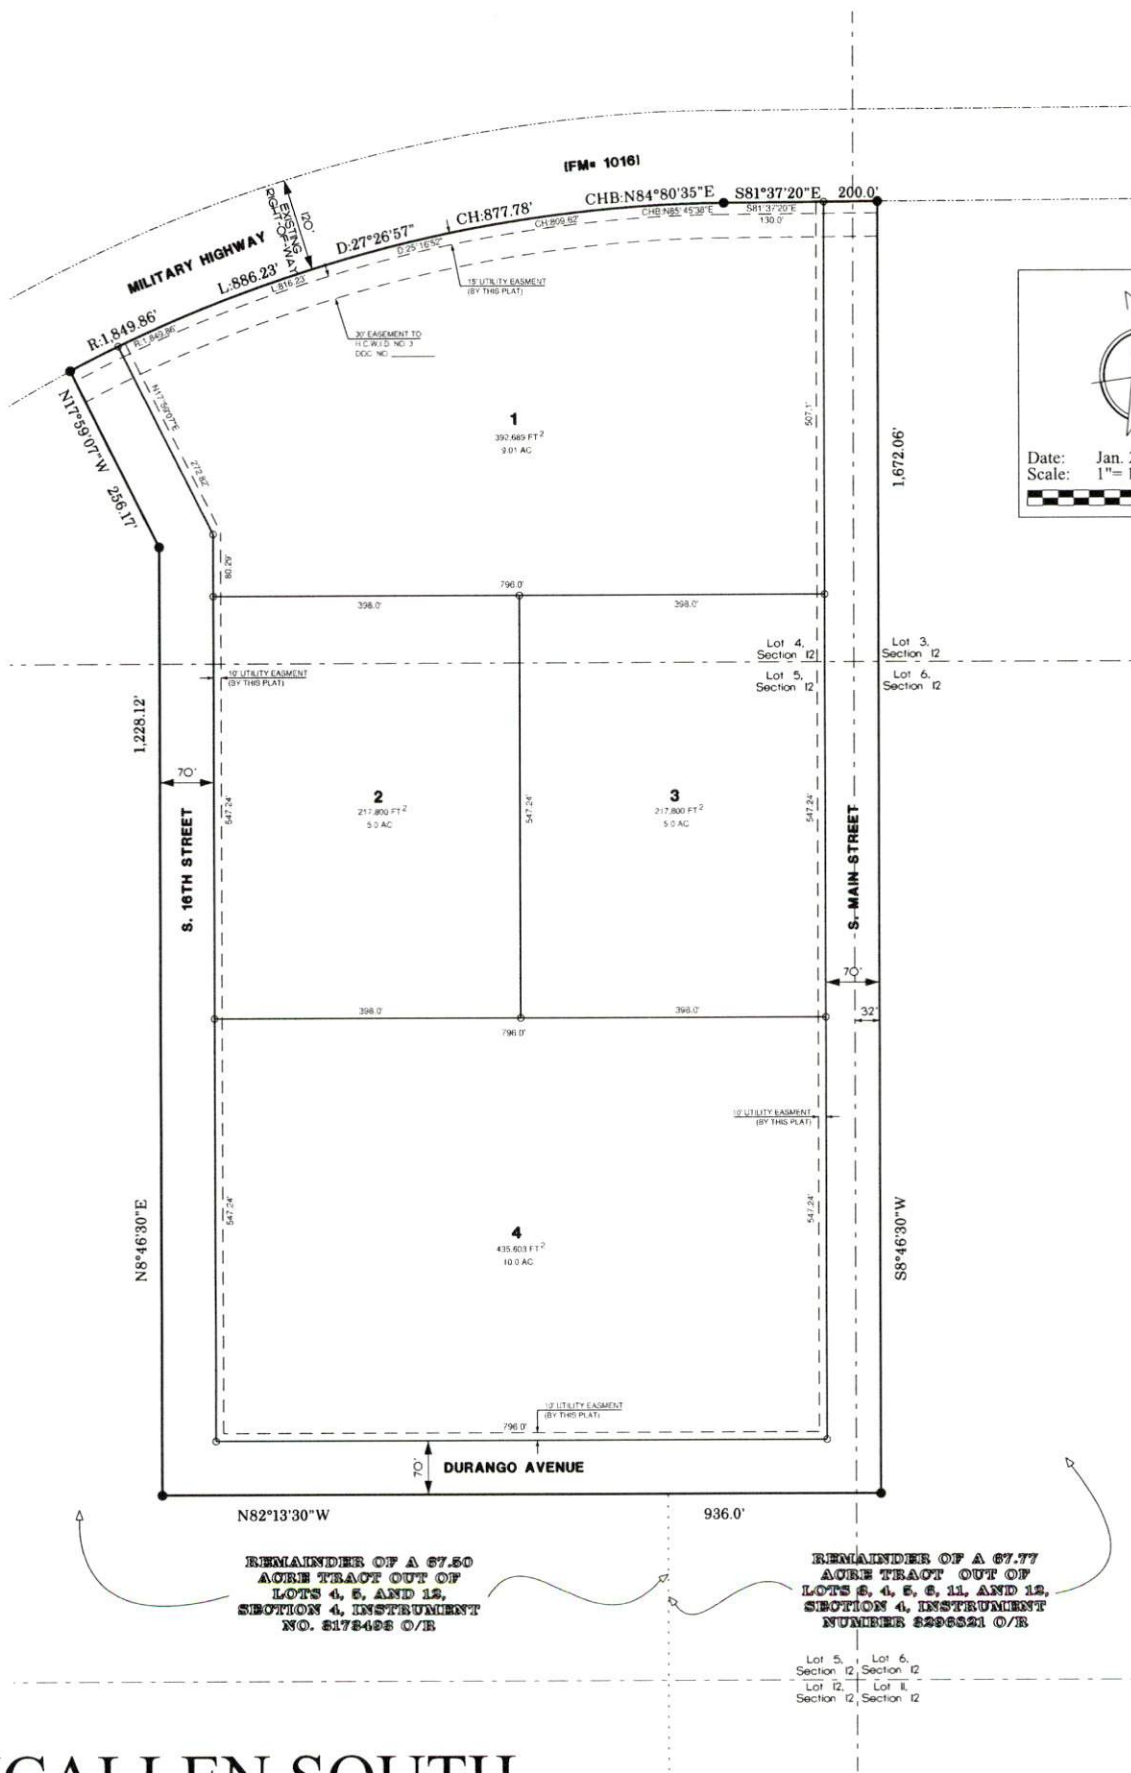 (FM# 1016)
MILITARY HIGHWAY
120'
EXISTING
RIGHT-OF-WAY
R:1,849.86'
L:886.23'
D:27°26'57"
CH:877.78'
CHB:N84°80'35"E
S81°37'20"E
200.0'
R:1,849.86'
L:816.23'
D:25°16'52"
CH:809.62'
CHB:N85°45'38"E
S81°37'20"E
130.0'
15' UTILITY EASMENT
(BY THIS PLAT)
30' EASEMENT TO
H.C.W.I.D. NO. 3
DOC. NO.
N17°59'07"W 256.17'
N17°59'07"E
272.82'
80.29'
1
392,689 FT²
9.01 AC
507.1'
1,672.06'
Date: Jan.
Scale: 1"=
796.0'
398.0'
398.0'
Lot 4,
Section 12
Lot 3,
Section 12
Lot 5,
Section 12
Lot 6,
Section 12
10' UTILITY EASMENT
(BY THIS PLAT)
1,228.12'
70'
S. 16TH STREET
547.24'
2
217,800 FT²
5.0 AC
547.24'
3
217,800 FT²
5.0 AC
547.24'
S. MAIN STREET
70'
32'
398.0'
398.0'
796.0'
10' UTILITY EASMENT
(BY THIS PLAT)
N8°46'30"E
547.24'
4
435,603 FT²
10.0 AC
547.24'
S8°46'30"W
10' UTILITY EASMENT
(BY THIS PLAT)
796.0'
70'
DURANGO AVENUE
N82°13'30"W
936.0'
REMAINDER OF A 67.50
ACRE TRACT OUT OF
LOTS 4, 5, AND 12,
SECTION 4, INSTRUMENT
NO. 3173493 O/R
REMAINDER OF A 67.77
ACRE TRACT OUT OF
LOTS 3, 4, 5, 6, 11, AND 12,
SECTION 4, INSTRUMENT
NUMBER 3296321 O/R
Lot 5,
Section 12
Lot 6,
Section 12
Lot 12,
Section 12
Lot 11,
Section 12
CALLEN SOUTH